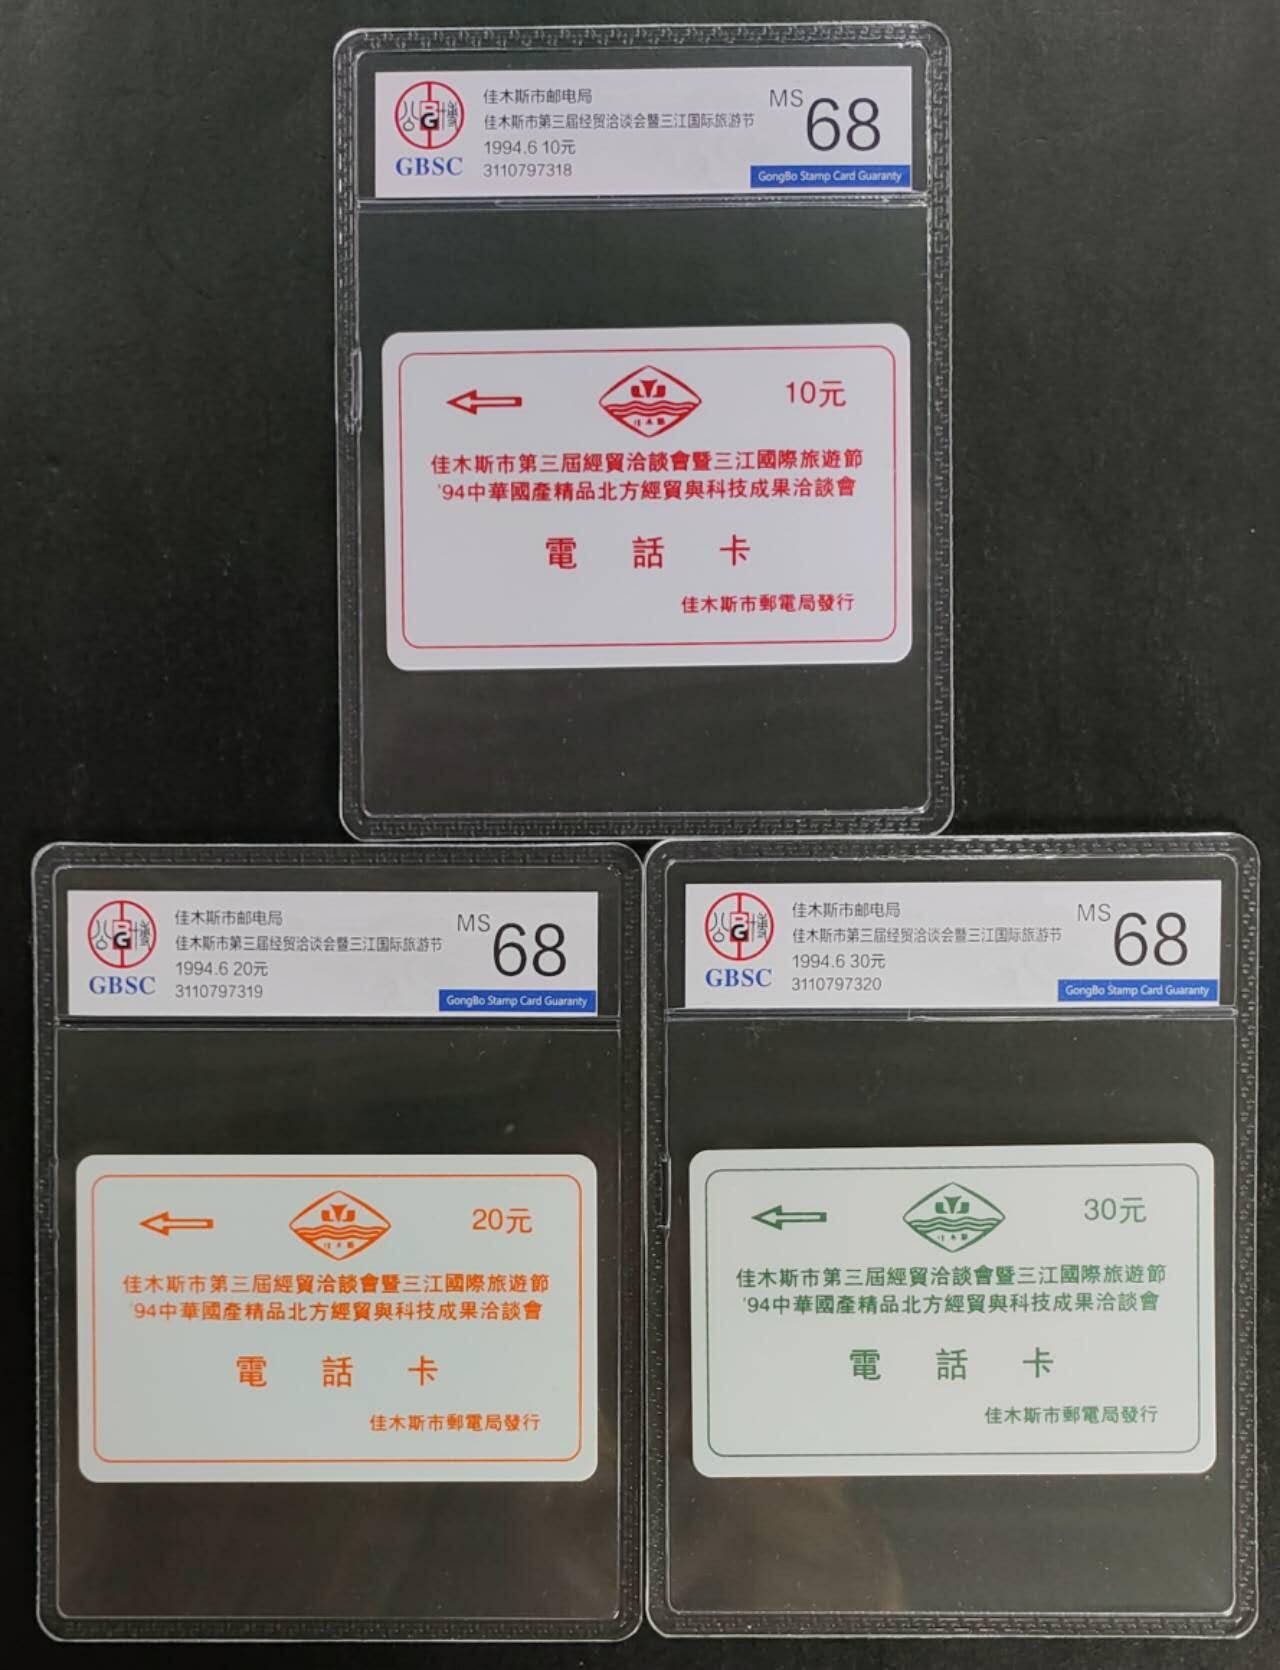 佳木斯市邮电局
佳木斯市第三届经贸洽谈会暨三江国际旅游节
1994.6 10元
3110797318
MS 68
GBSC
GongBo Stamp Card Guaranty
10元
佳木斯
佳木斯市第三屆經貿洽談會暨三江國際旅遊節
'94中華國產精品北方經貿與科技成果洽談會
電 話 卡
佳木斯市郵電局發行
佳木斯市邮电局
佳木斯市第三届经贸洽谈会暨三江国际旅游节
1994.6 20元
3110797319
MS 68
GBSC
GongBo Stamp Card Guaranty
20元
佳木斯
佳木斯市第三屆經貿洽談會暨三江國際旅遊節
'94中華國產精品北方經貿與科技成果洽談會
電 話 卡
佳木斯市郵電局發行
佳木斯市邮电局
佳木斯市第三届经贸洽谈会暨三江国际旅游节
1994.6 30元
3110797320
MS 68
GBSC
GongBo Stamp Card Guaranty
30元
佳木斯
佳木斯市第三屆經貿洽談會暨三江國際旅遊節
'94中華國產精品北方經貿與科技成果洽談會
電 話 卡
佳木斯市郵電局發行